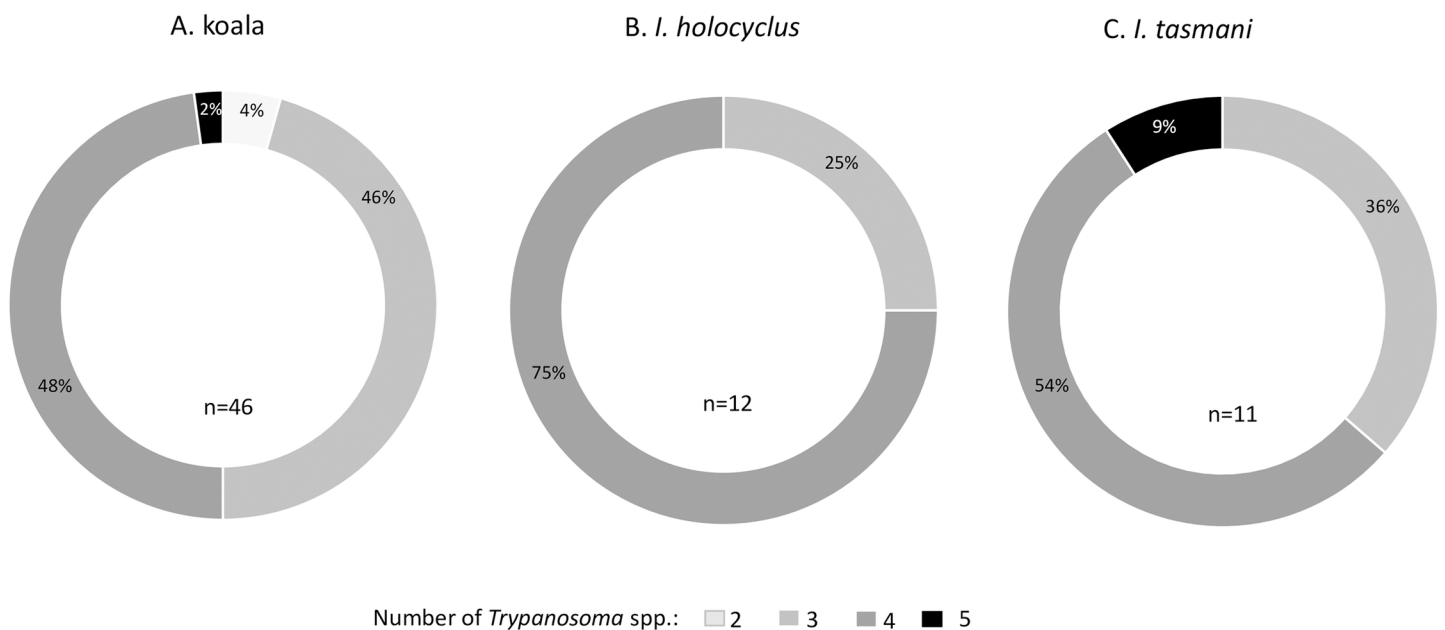 A. koala
B. I. holocyclus
C. I. tasmani
2%
4%
46%
48%
n=46
25%
75%
n=12
9%
36%
54%
n=11
Number of Trypanosoma spp.: 2 3 4 5